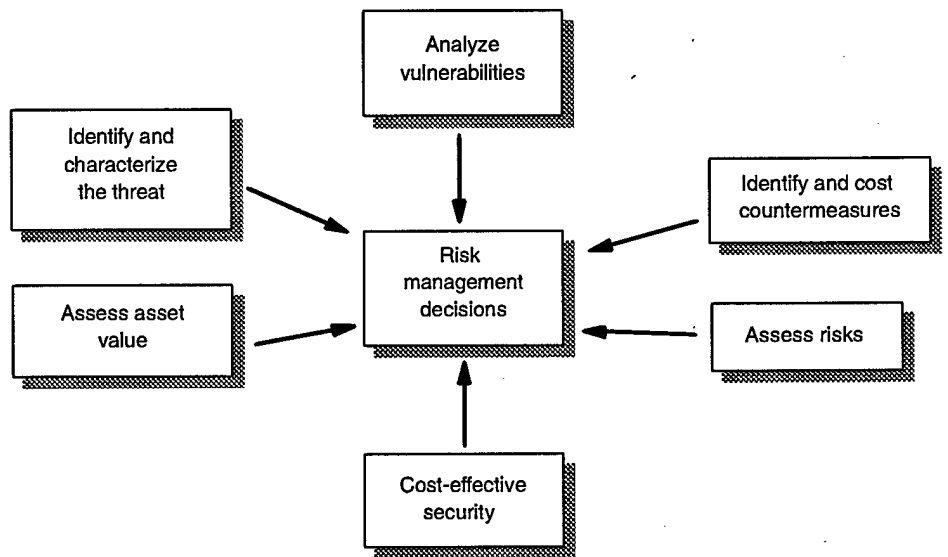 Analyze
vulnerabilities
Identify and
characterize
the threat
Identify and cost
countermeasures
Risk
management
decisions
Assess asset
value
Assess risks
Cost-effective
security